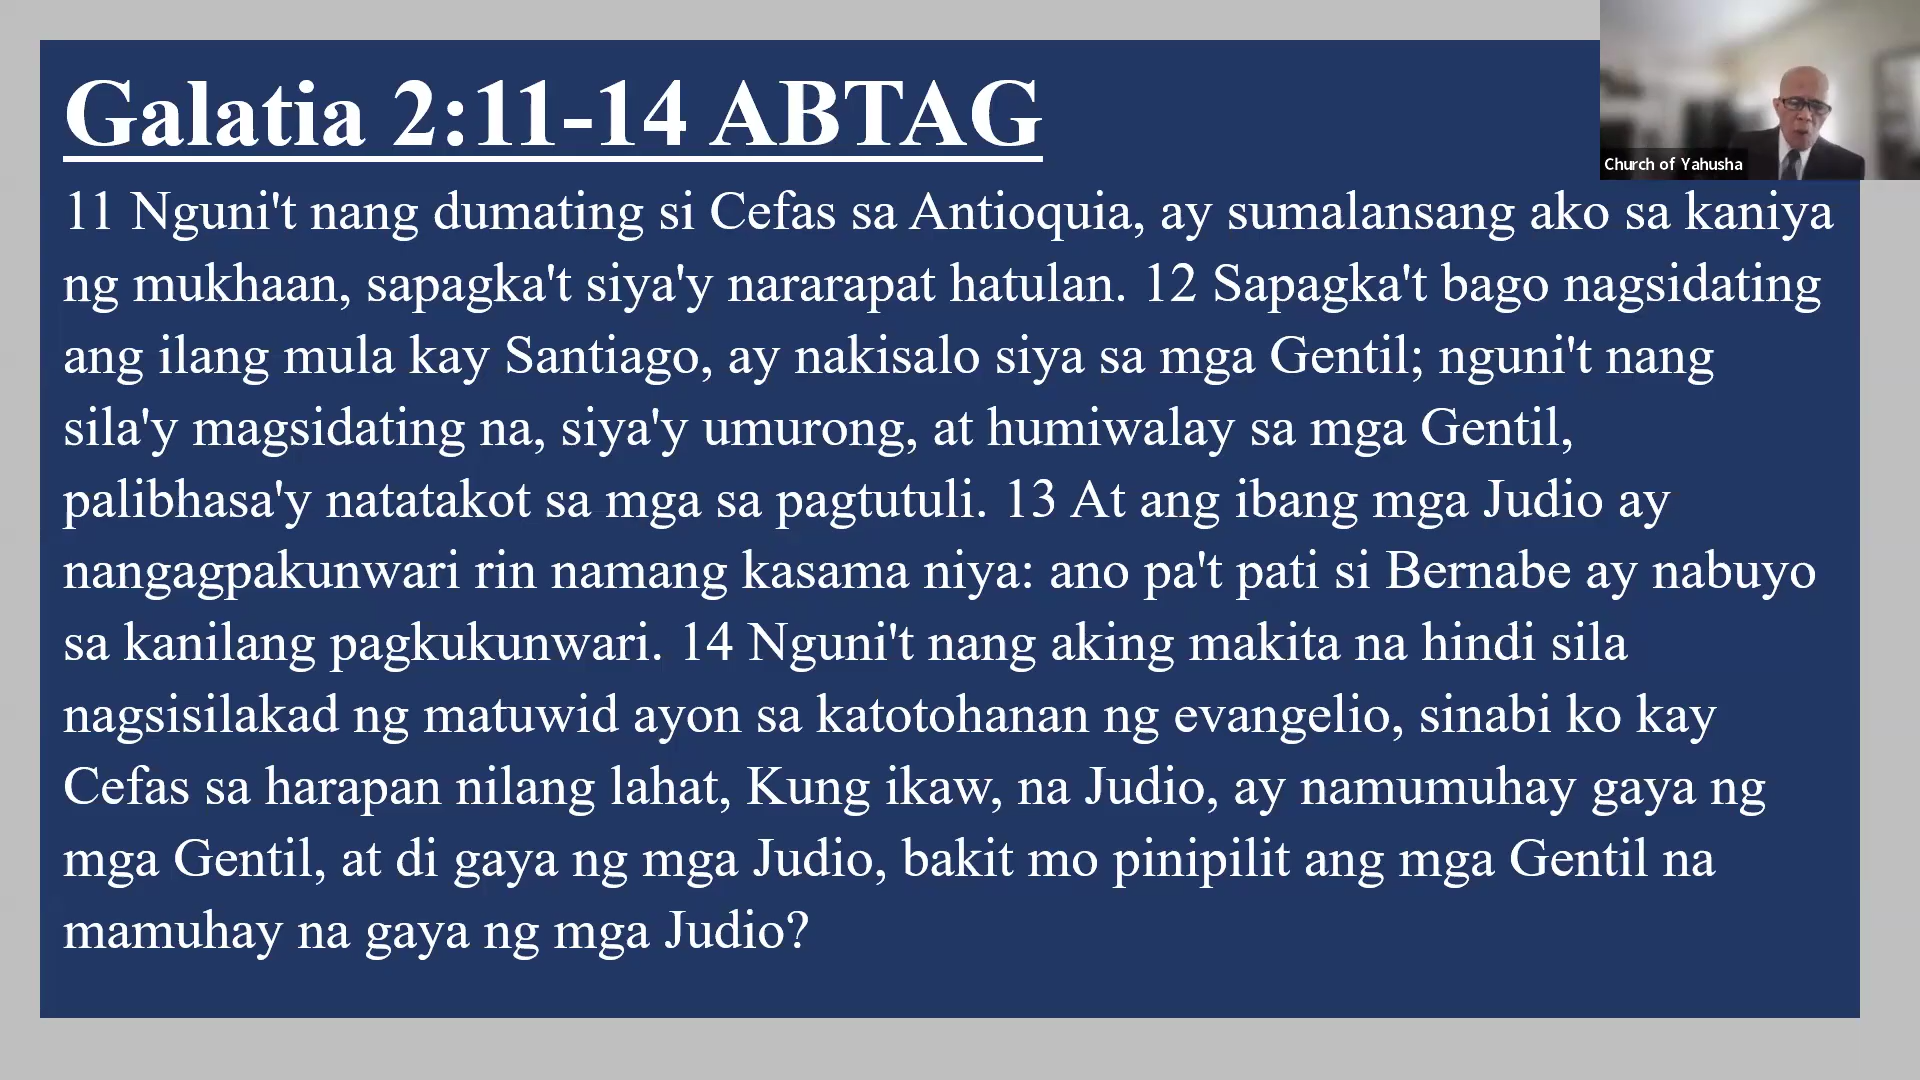 Galatia 2:11-14 ABTAG
Church of Yahusha
11 Nguni't nang dumating si Cefas sa Antioquia, ay sumalansang ako sa kaniya
ng mukhaan, sapagka't siya'y nararapat hatulan. 12 Sapagka't bago nagsidating
ang ilang mula kay Santiago, ay nakisalo siya sa mga Gentil; nguni't nang
sila'y magsidating na, siya'y umurong, at humiwalay sa mga Gentil,
palibhasa'y natatakot sa mga sa pagtutuli. 13 At ang ibang mga Judio ay
nangagpakunwari rin namang kasama niya: ano pa't pati si Bernabe ay nabuyo
sa kanilang pagkukunwari. 14 Nguni't nang aking makita na hindi sila
nagsisilakad ng matuwid ayon sa katotohanan ng evangelio, sinabi ko kay
Cefas sa harapan nilang lahat, Kung ikaw, na Judio, ay namumuhay gaya ng
mga Gentil, at di gaya ng mga Judio, bakit mo pinipilit ang mga Gentil na
mamuhay na gaya ng mga Judio?